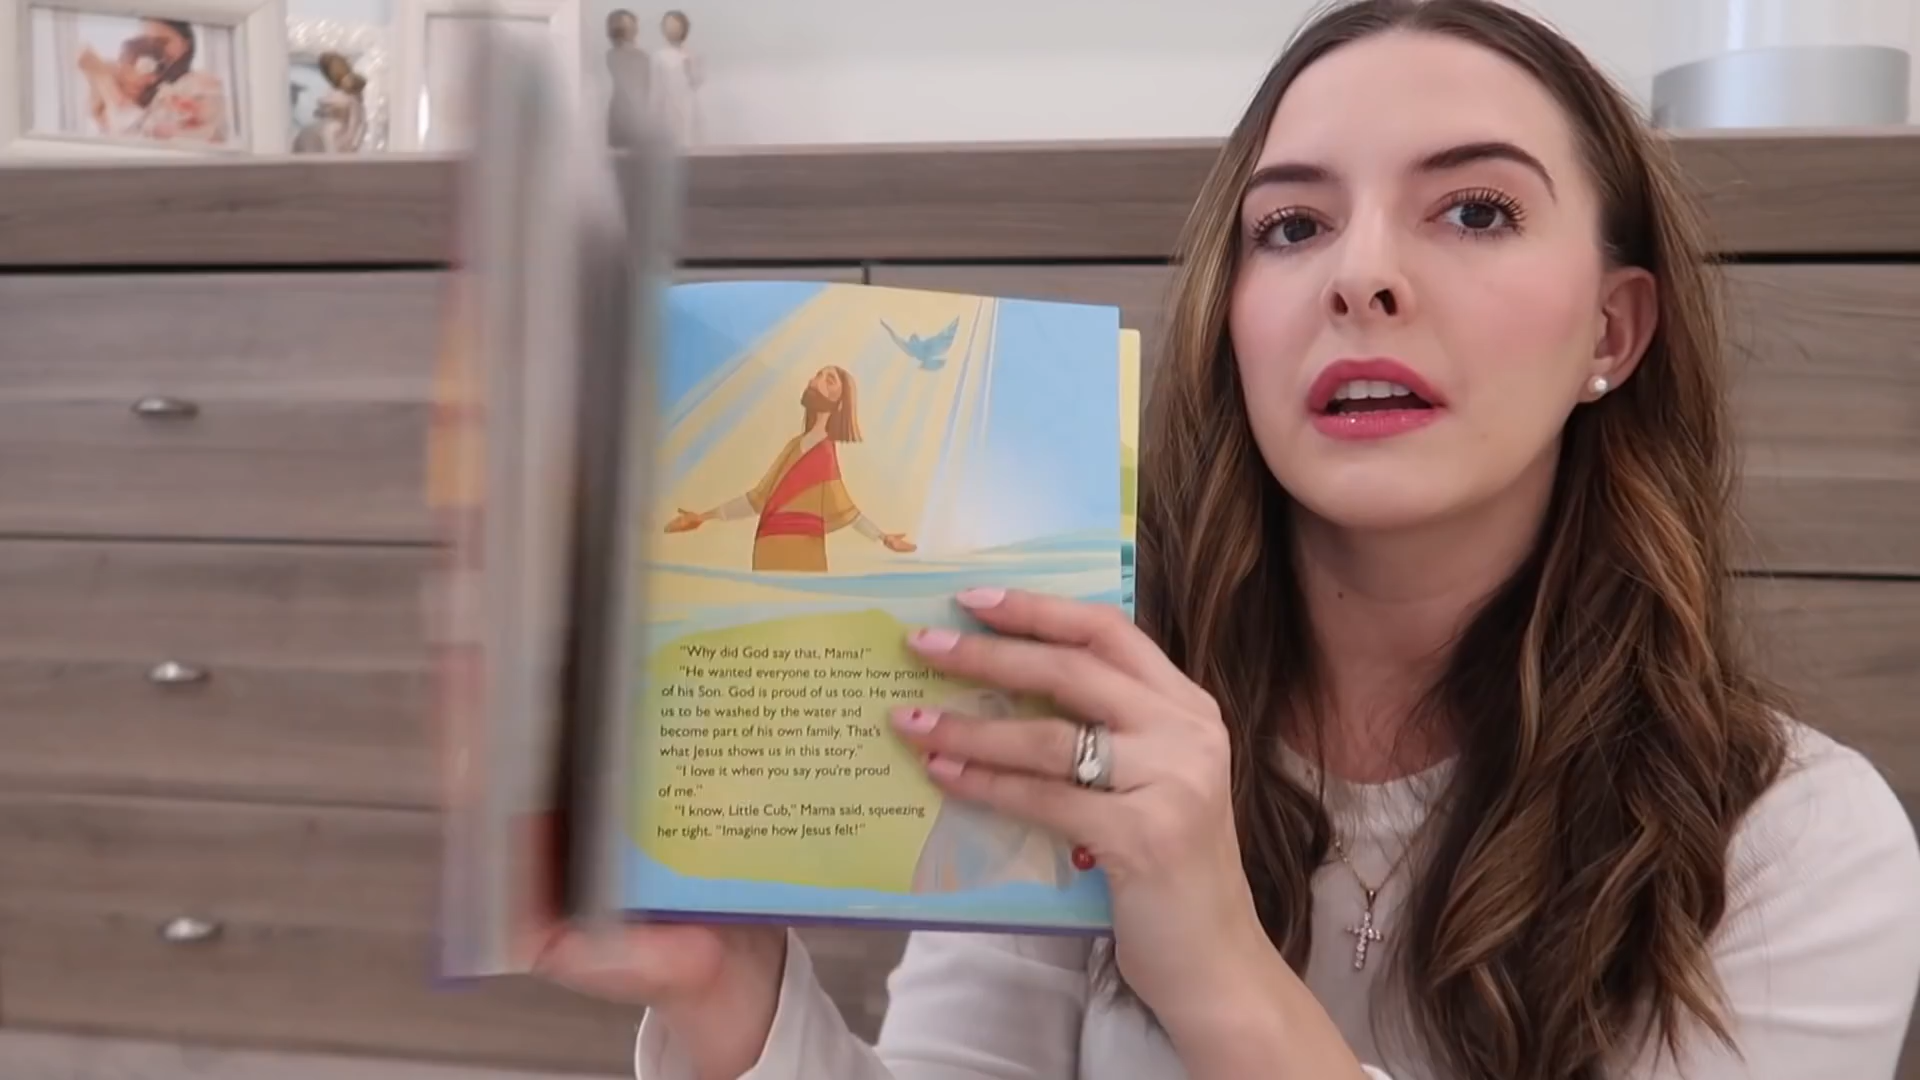 "Why did God say that, Mama?"
"He wanted everyone to know how proud he
of his Son. God is proud of us too. He wants
us to be washed by the water and
become part of his own family. That's
what Jesus shows us in this story."
"I love it when you say you're proud
of me."
"I know, Little Cub," Mama said, squeezing
her tight. "Imagine how Jesus felt!"